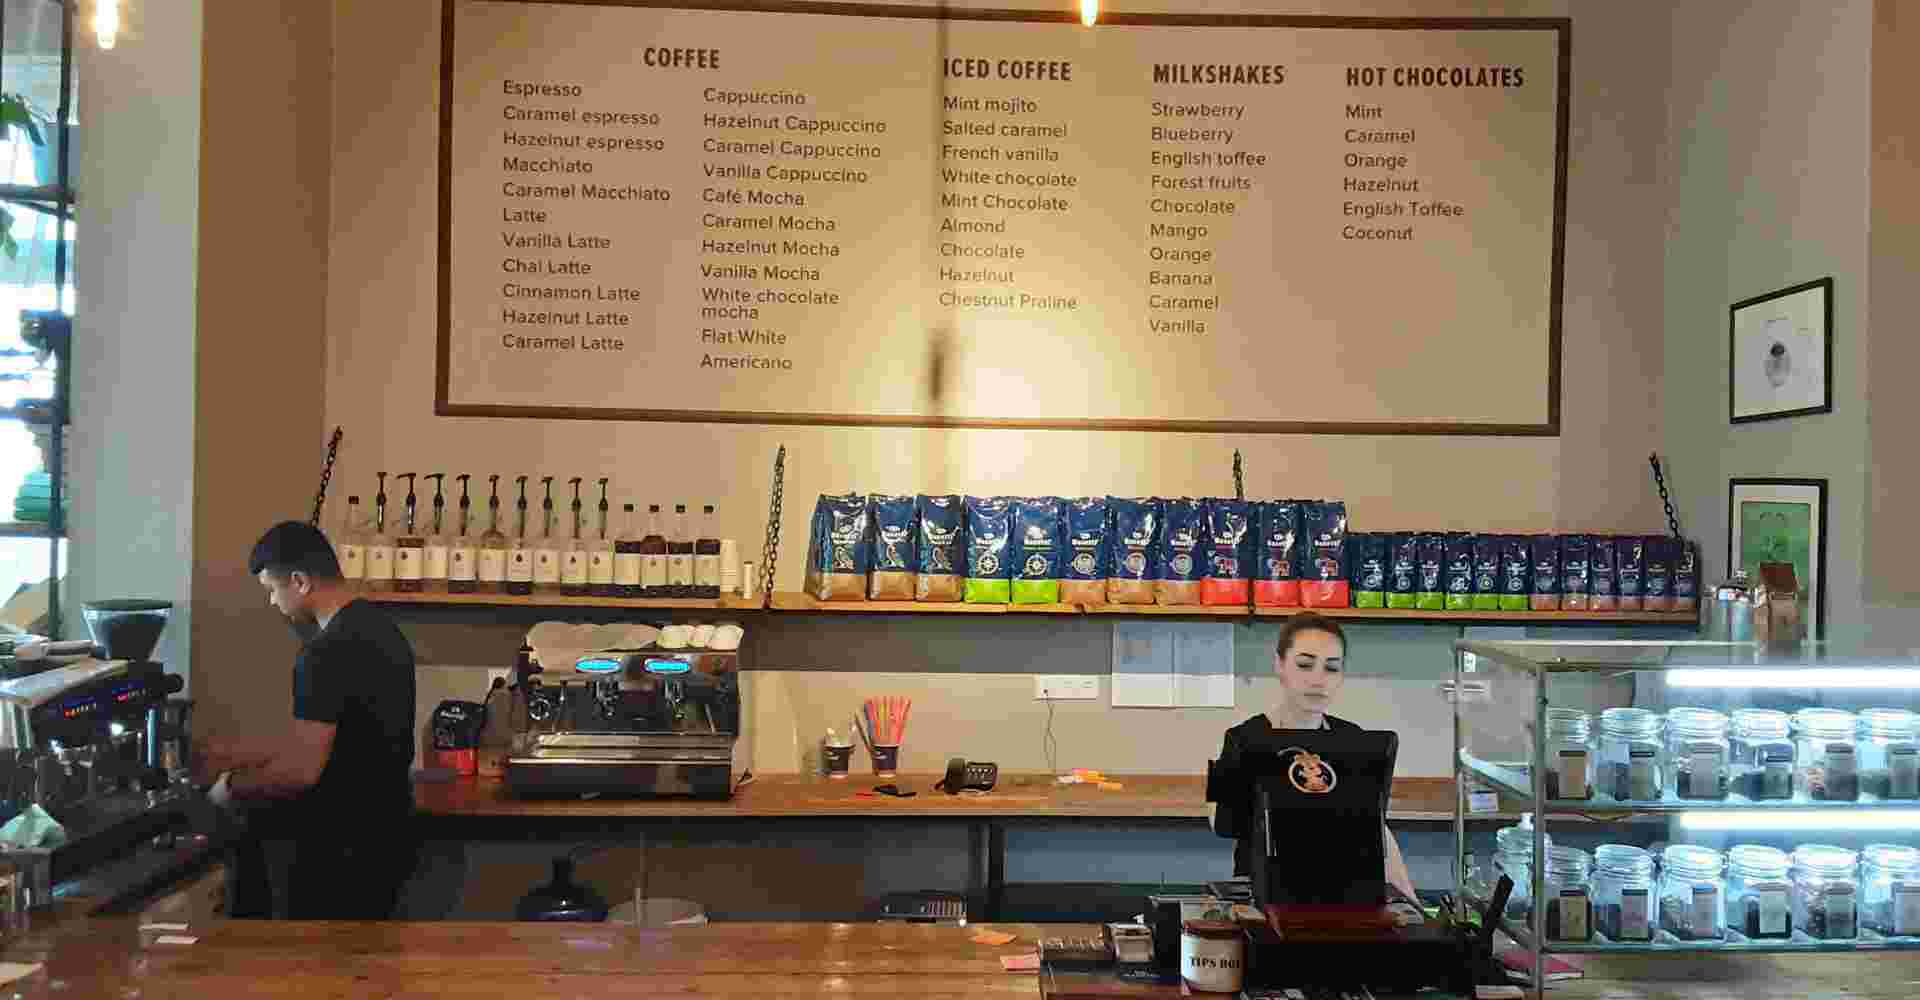 COFFEE
Espresso
Caramel espresso
Hazelnut espresso
Macchiato
Caramel Macchiato
Latte
Vanilla Latte
Chai Latte
Cinnamon Latte
Hazelnut Latte
Caramel Latte
Cappuccino
Hazelnut Cappuccino
Caramel Cappuccino
Vanilla Cappuccino
Café Mocha
Caramel Mocha
Hazelnut Mocha
Vanilla Mocha
White chocolate
mocha
Flat White
Americano
ICED COFFEE
Mint mojito
Salted caramel
French vanilla
White chocolate
Mint Chocolate
Almond
Chocolate
Hazelnut
Chestnut Praline
MILKSHAKES
Strawberry
Blueberry
English toffee
Forest fruits
Chocolate
Mango
Orange
Banana
Caramel
Vanilla
HOT CHOCOLATES
Mint
Caramel
Orange
Hazelnut
English Toffee
Coconut
TIPS